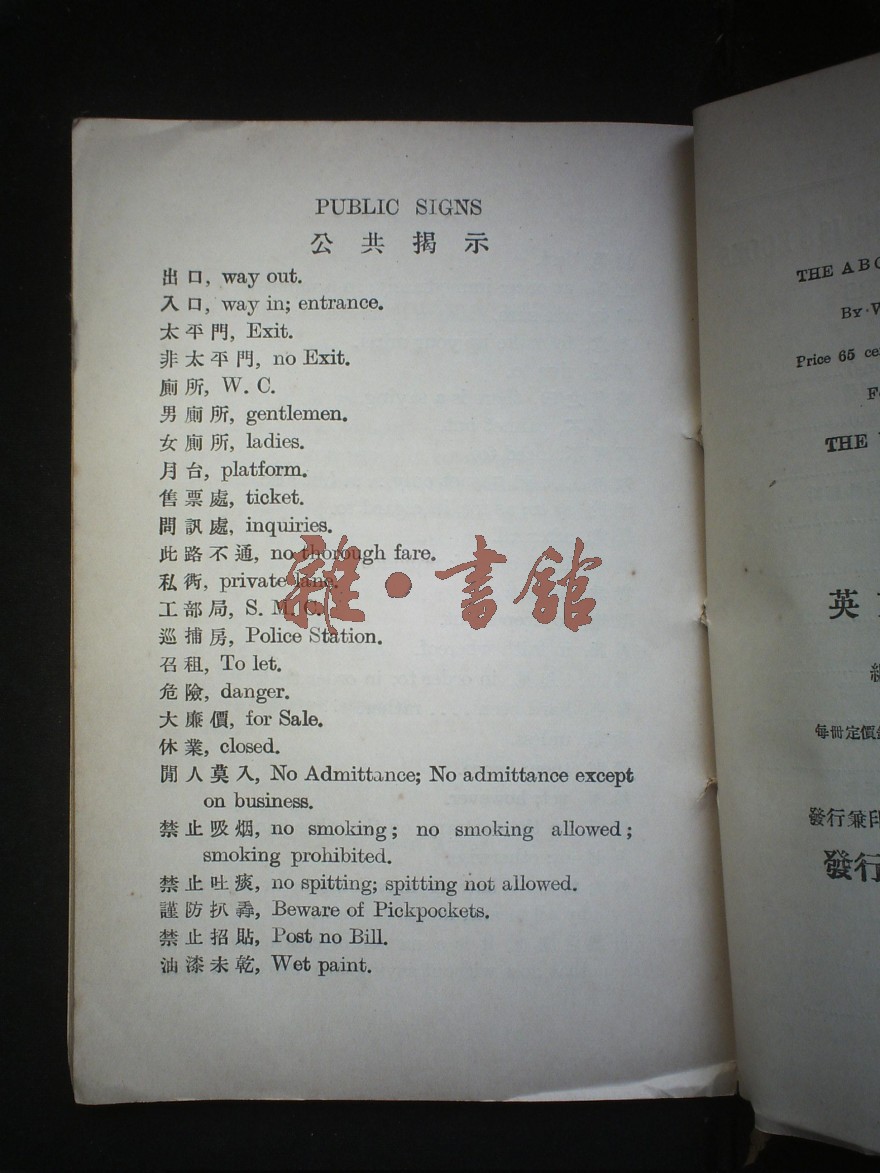 PUBLIC SIGNS
公共揭示
出口, way out.
入口, way in; entrance.
太平門, Exit.
非太平門, no Exit.
廁所, W. C.
男廁所, gentlemen.
女廁所, ladies.
月台, platform.
售票處, ticket.
問訊處, inquiries.
此路不通, no thorough fare.
私衖, private lane.
工部局, S. M. C.
巡捕房, Police Station.
召租, To let.
危險, danger.
大廉價, for Sale.
休業, closed.
閒人莫入, No Admittance; No admittance except
on business.
禁止吸烟, no smoking; no smoking allowed;
smoking prohibited.
禁止吐痰, no spitting; spitting not allowed.
謹防扒, Beware of Pickpockets.
禁止招貼, Post no Bill.
油漆未乾, Wet paint.
雜·書館
THE ABC
By
Price 65
THE
英
每冊定價
發行兼印
發行